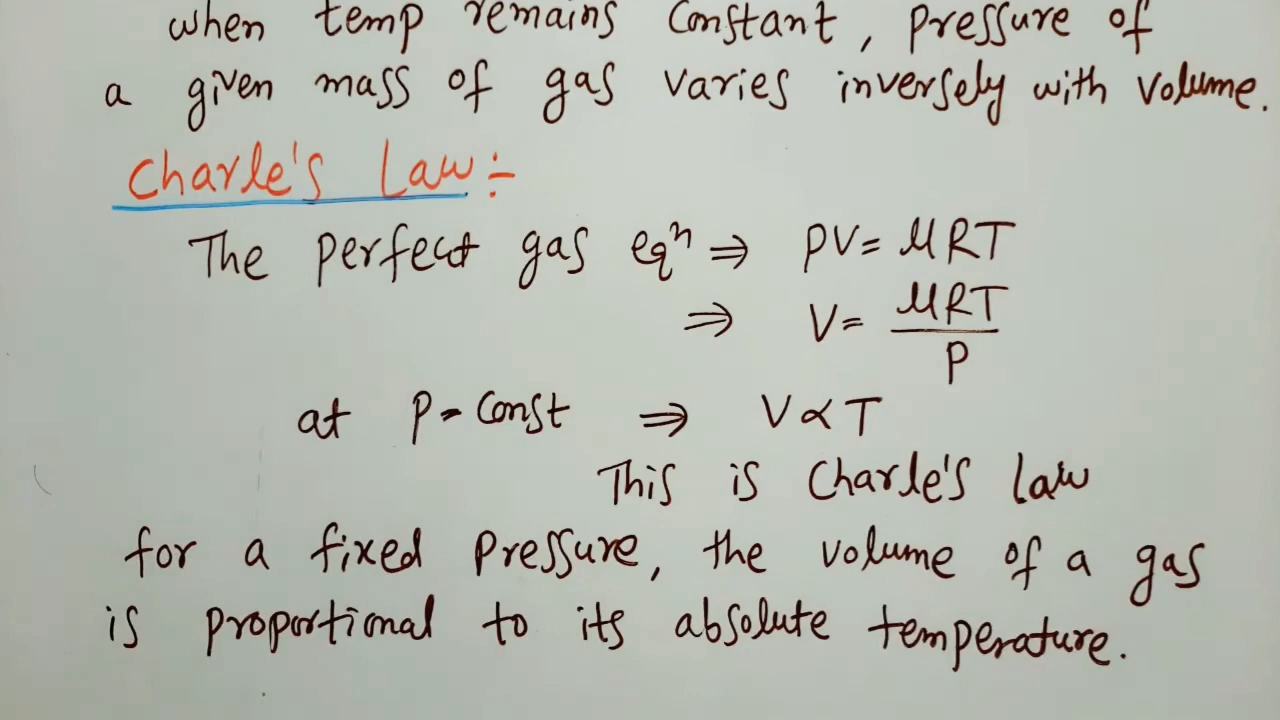 when temp remains constant, pressure of
a given mass of gas varies inversely with volume.
Charle's Law :-
The perfect gas eqⁿ ⇒ PV = μRT
⇒ V = μRT/P
at P = const ⇒ V ∝ T
This is Charle's law
for a fixed pressure, the volume of a gas
is proportional to its absolute temperature.